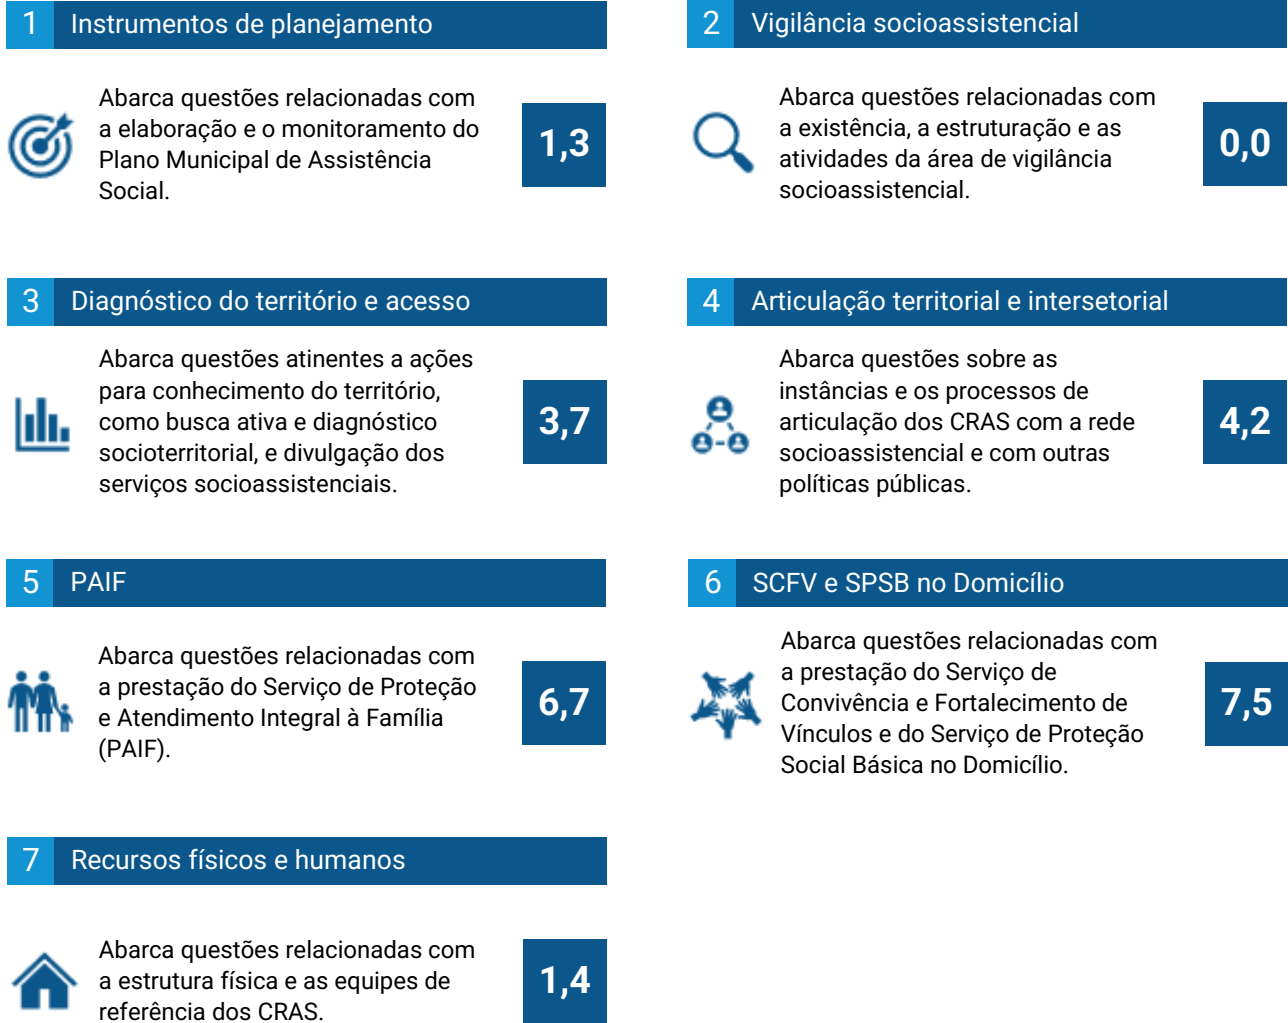 1 Instrumentos de planejamento
Abarca questões relacionadas com
a elaboração e o monitoramento do
Plano Municipal de Assistência
Social.
1,3
2 Vigilância socioassistencial
Abarca questões relacionadas com
a existência, a estruturação e as
atividades da área de vigilância
socioassistencial.
0,0
3 Diagnóstico do território e acesso
Abarca questões atinentes a ações
para conhecimento do território,
como busca ativa e diagnóstico
socioterritorial, e divulgação dos
serviços socioassistenciais.
3,7
4 Articulação territorial e intersetorial
Abarca questões sobre as
instâncias e os processos de
articulação dos CRAS com a rede
socioassistencial e com outras
políticas públicas.
4,2
5 PAIF
Abarca questões relacionadas com
a prestação do Serviço de Proteção
e Atendimento Integral à Família
(PAIF).
6,7
6 SCFV e SPSB no Domicílio
Abarca questões relacionadas com
a prestação do Serviço de
Convivência e Fortalecimento de
Vínculos e do Serviço de Proteção
Social Básica no Domicílio.
7,5
7 Recursos físicos e humanos
Abarca questões relacionadas com
a estrutura física e as equipes de
referência dos CRAS.
1,4